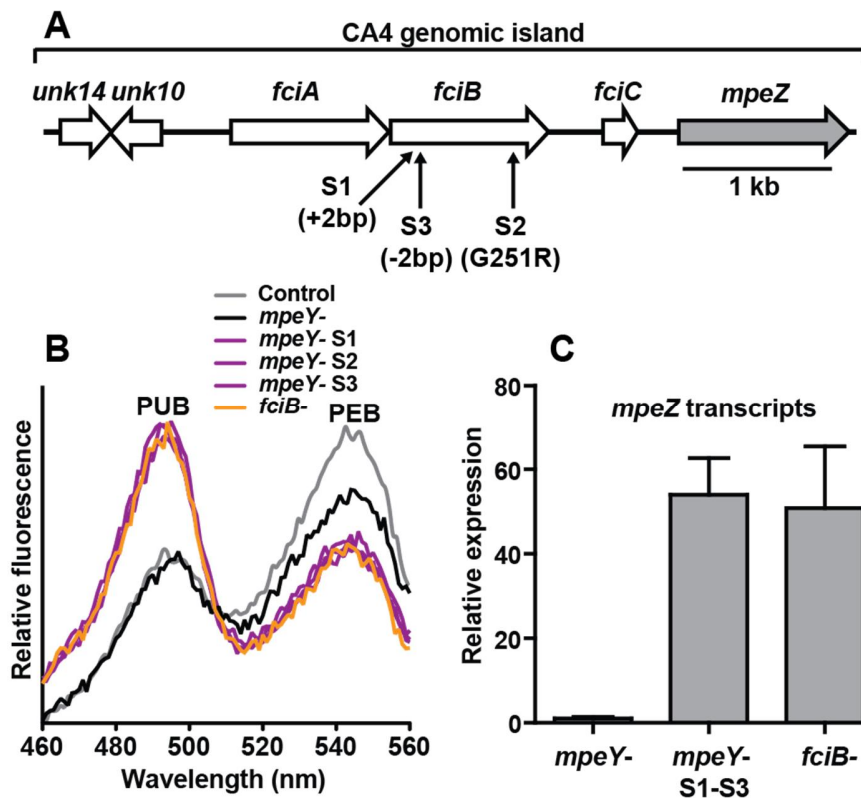 A
CA4 genomic island
unk14 unk10 fciA fciB fciC mpeZ
S1
(+2bp)
S3
(-2bp)
S2
(G251R)
1 kb
B
Control
mpeY-
mpeY- S1
mpeY- S2
mpeY- S3
fciB-
PUB
PEB
Relative fluorescence
460 480 500 520 540 560
Wavelength (nm)
C
mpeZ transcripts
Relative expression
80
60
40
20
0
mpeY- mpeY- fciB-
S1-S3